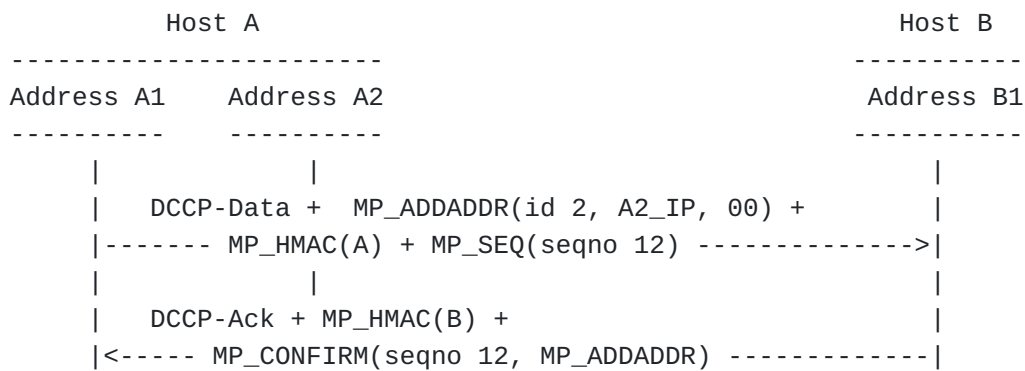 Host A Host B
------------------------ -----------
Address A1 Address A2 Address B1
---------- ---------- -----------
| | |
| DCCP-Data + MP_ADDADDR(id 2, A2_IP, 00) + |
|------- MP_HMAC(A) + MP_SEQ(seqno 12) -------------->|
| | |
| DCCP-Ack + MP_HMAC(B) + |
|<----- MP_CONFIRM(seqno 12, MP_ADDADDR) -------------|